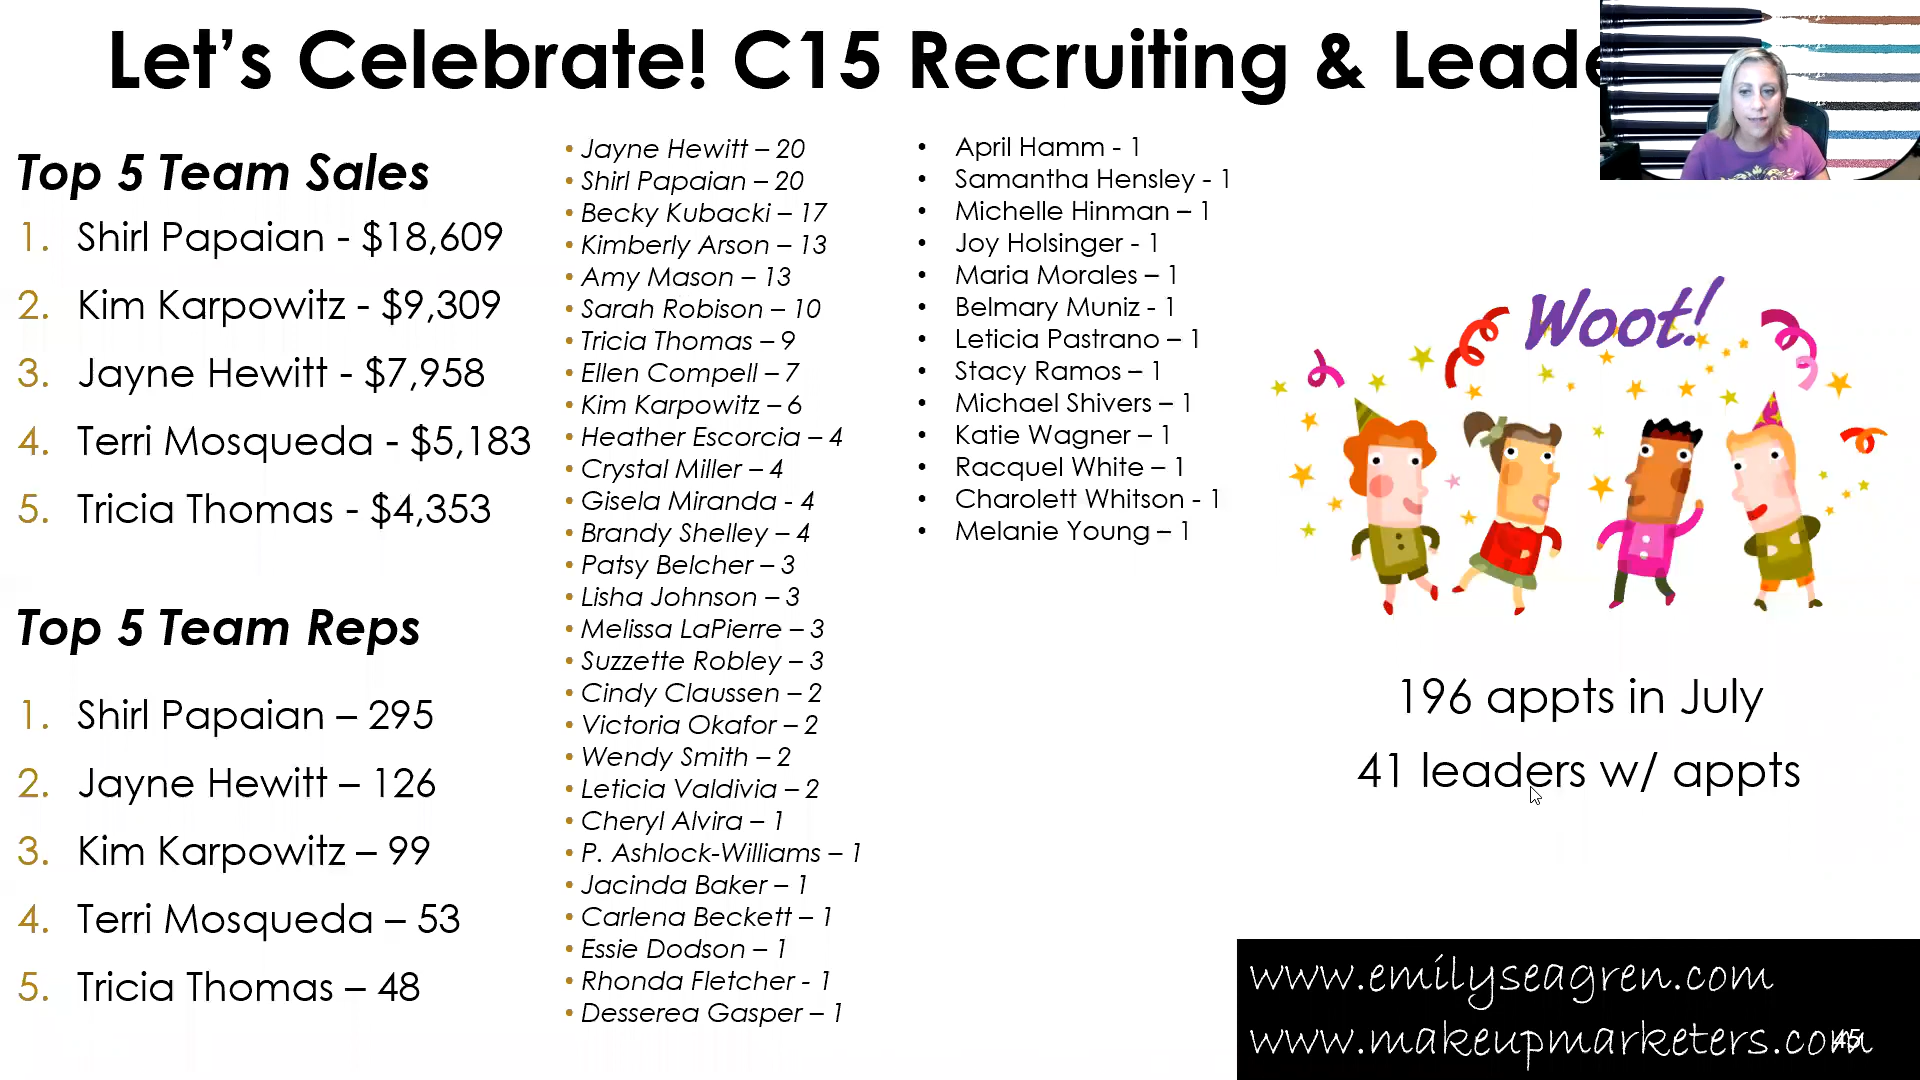 Let's Celebrate! C15 Recruiting & Leade
Top 5 Team Sales
1. Shirl Papaian - $18,609
2. Kim Karpowitz - $9,309
3. Jayne Hewitt - $7,958
4. Terri Mosqueda - $5,183
5. Tricia Thomas - $4,353
Top 5 Team Reps
1. Shirl Papaian – 295
2. Jayne Hewitt – 126
3. Kim Karpowitz – 99
4. Terri Mosqueda – 53
5. Tricia Thomas – 48
• Jayne Hewitt – 20
• Shirl Papaian – 20
• Becky Kubacki – 17
• Kimberly Arson – 13
• Amy Mason – 13
• Sarah Robison – 10
• Tricia Thomas – 9
• Ellen Compell – 7
• Kim Karpowitz – 6
• Heather Escorcia – 4
• Crystal Miller – 4
• Gisela Miranda - 4
• Brandy Shelley – 4
• Patsy Belcher – 3
• Lisha Johnson – 3
• Melissa LaPierre – 3
• Suzzette Robley – 3
• Cindy Claussen – 2
• Victoria Okafor – 2
• Wendy Smith – 2
• Leticia Valdivia – 2
• Cheryl Alvira – 1
• P. Ashlock-Williams – 1
• Jacinda Baker – 1
• Carlena Beckett – 1
• Essie Dodson – 1
• Rhonda Fletcher - 1
• Desserea Gasper – 1
• April Hamm - 1
• Samantha Hensley - 1
• Michelle Hinman – 1
• Joy Holsinger - 1
• Maria Morales – 1
• Belmary Muniz - 1
• Leticia Pastrano – 1
• Stacy Ramos – 1
• Michael Shivers – 1
• Katie Wagner – 1
• Racquel White – 1
• Charolett Whitson - 1
• Melanie Young – 1
Woot!
196 appts in July
41 leaders w/ appts
www.emilyseagren.com
www.makeupmarketers.com
45